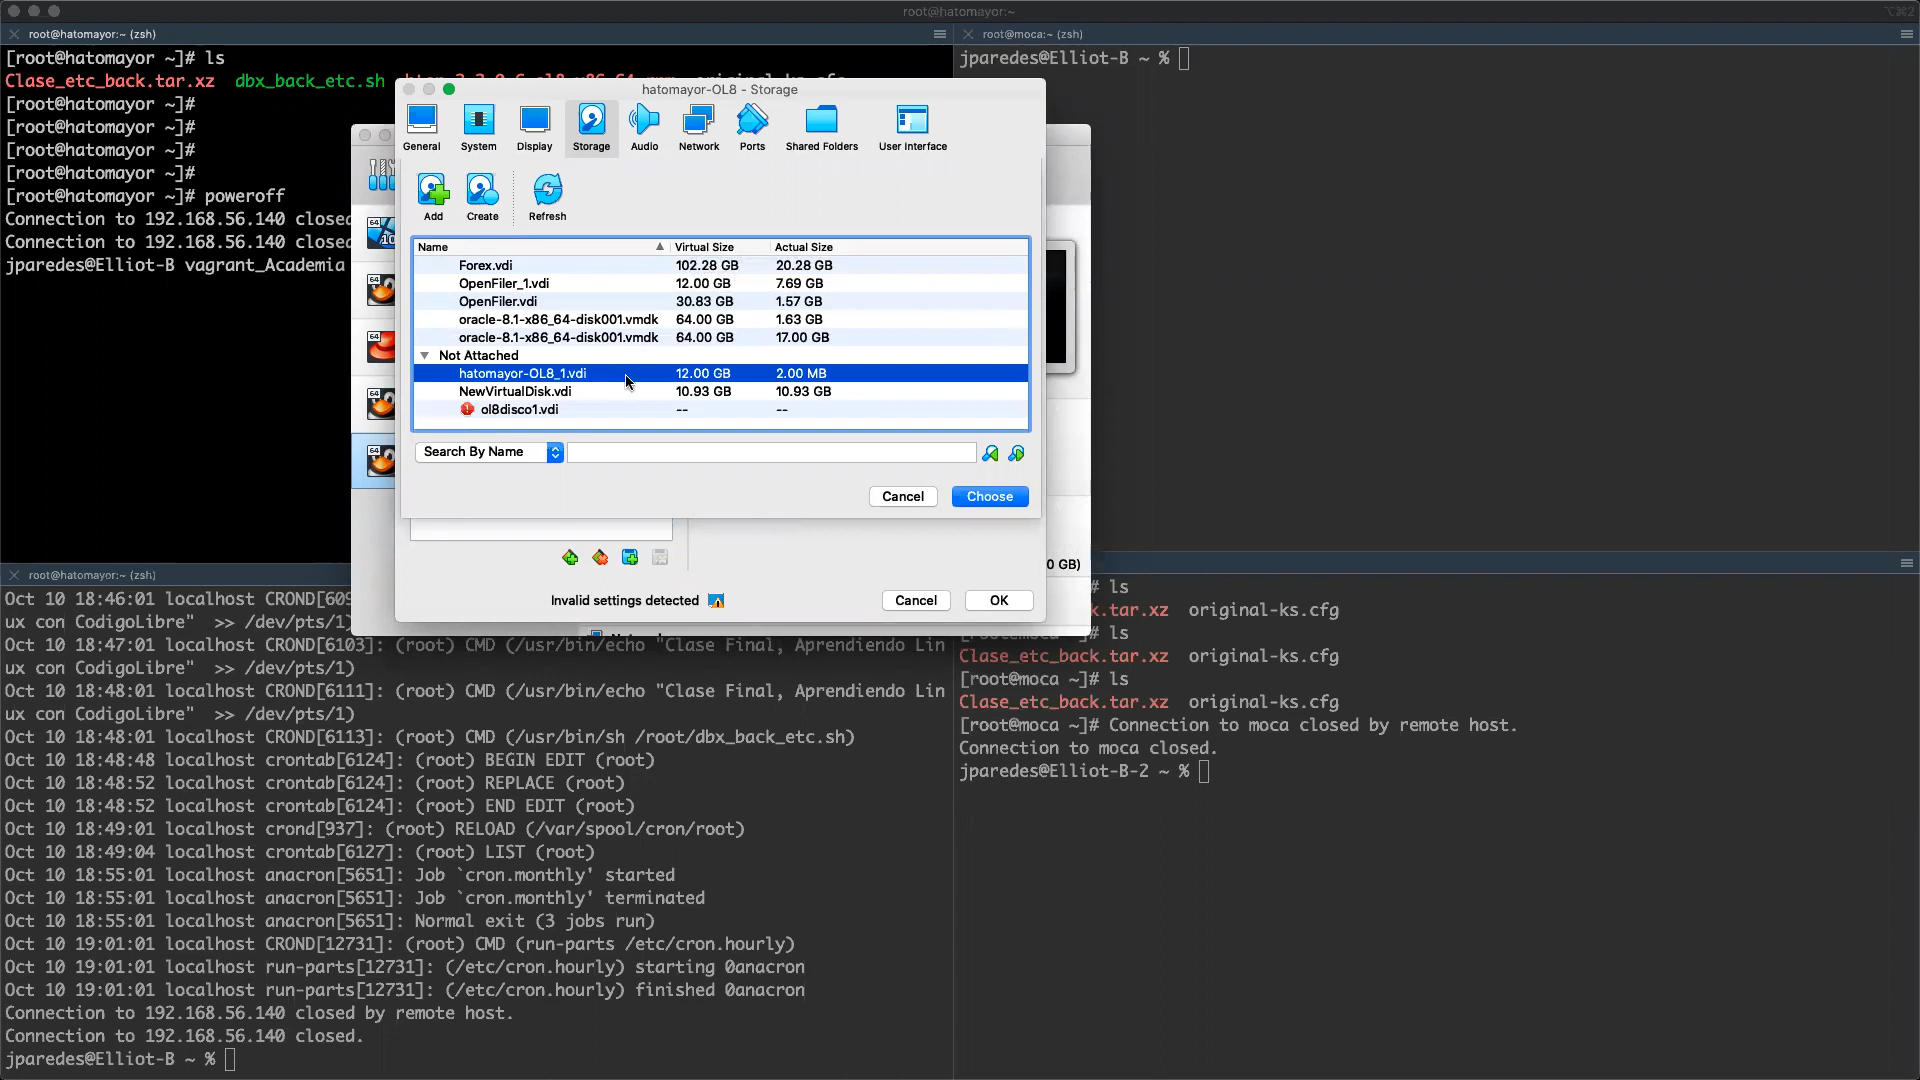 root@hatomayor:~
⌥⌘2
root@hatomayor:~ (zsh)
[root@hatomayor ~]# ls
Clase_etc_back.tar.xz  dbx_back_etc.sh
[root@hatomayor ~]#
[root@hatomayor ~]#
[root@hatomayor ~]#
[root@hatomayor ~]#
[root@hatomayor ~]# poweroff
Connection to 192.168.56.140 closed
Connection to 192.168.56.140 closed
jparedes@Elliot-B vagrant_Academia
root@moca:~ (zsh)
jparedes@Elliot-B ~ %
hatomayor-OL8 - Storage
General
System
Display
Storage
Audio
Network
Ports
Shared Folders
User Interface
Add
Create
Refresh
Name Virtual Size Actual Size
Forex.vdi 102.28 GB 20.28 GB
OpenFiler_1.vdi 12.00 GB 7.69 GB
OpenFiler.vdi 30.83 GB 1.57 GB
oracle-8.1-x86_64-disk001.vmdk 64.00 GB 1.63 GB
oracle-8.1-x86_64-disk001.vmdk 64.00 GB 17.00 GB
Not Attached
hatomayor-OL8_1.vdi 12.00 GB 2.00 MB
NewVirtualDisk.vdi 10.93 GB 10.93 GB
ol8disco1.vdi -- --
Search By Name
Cancel
Choose
0 GB)
Invalid settings detected
Cancel
OK
root@hatomayor:~ (zsh)
Oct 10 18:46:01 localhost CROND[609
ux con CodigoLibre"  >> /dev/pts/1)
Oct 10 18:47:01 localhost CROND[6103]: (root) CMD (/usr/bin/echo "Clase Final, Aprendiendo Lin
ux con CodigoLibre"  >> /dev/pts/1)
Oct 10 18:48:01 localhost CROND[6111]: (root) CMD (/usr/bin/echo "Clase Final, Aprendiendo Lin
ux con CodigoLibre"  >> /dev/pts/1)
Oct 10 18:48:01 localhost CROND[6113]: (root) CMD (/usr/bin/sh /root/dbx_back_etc.sh)
Oct 10 18:48:48 localhost crontab[6124]: (root) BEGIN EDIT (root)
Oct 10 18:48:52 localhost crontab[6124]: (root) REPLACE (root)
Oct 10 18:48:52 localhost crontab[6124]: (root) END EDIT (root)
Oct 10 18:49:01 localhost crond[937]: (root) RELOAD (/var/spool/cron/root)
Oct 10 18:49:04 localhost crontab[6127]: (root) LIST (root)
Oct 10 18:55:01 localhost anacron[5651]: Job `cron.monthly' started
Oct 10 18:55:01 localhost anacron[5651]: Job `cron.monthly' terminated
Oct 10 18:55:01 localhost anacron[5651]: Normal exit (3 jobs run)
Oct 10 19:01:01 localhost CROND[12731]: (root) CMD (run-parts /etc/cron.hourly)
Oct 10 19:01:01 localhost run-parts[12731]: (/etc/cron.hourly) starting 0anacron
Oct 10 19:01:01 localhost run-parts[12731]: (/etc/cron.hourly) finished 0anacron
Connection to 192.168.56.140 closed by remote host.
Connection to 192.168.56.140 closed.
jparedes@Elliot-B ~ %
# ls
k.tar.xz  original-ks.cfg
]# ls
Clase_etc_back.tar.xz  original-ks.cfg
[root@moca ~]# ls
Clase_etc_back.tar.xz  original-ks.cfg
[root@moca ~]# Connection to moca closed by remote host.
Connection to moca closed.
jparedes@Elliot-B-2 ~ %